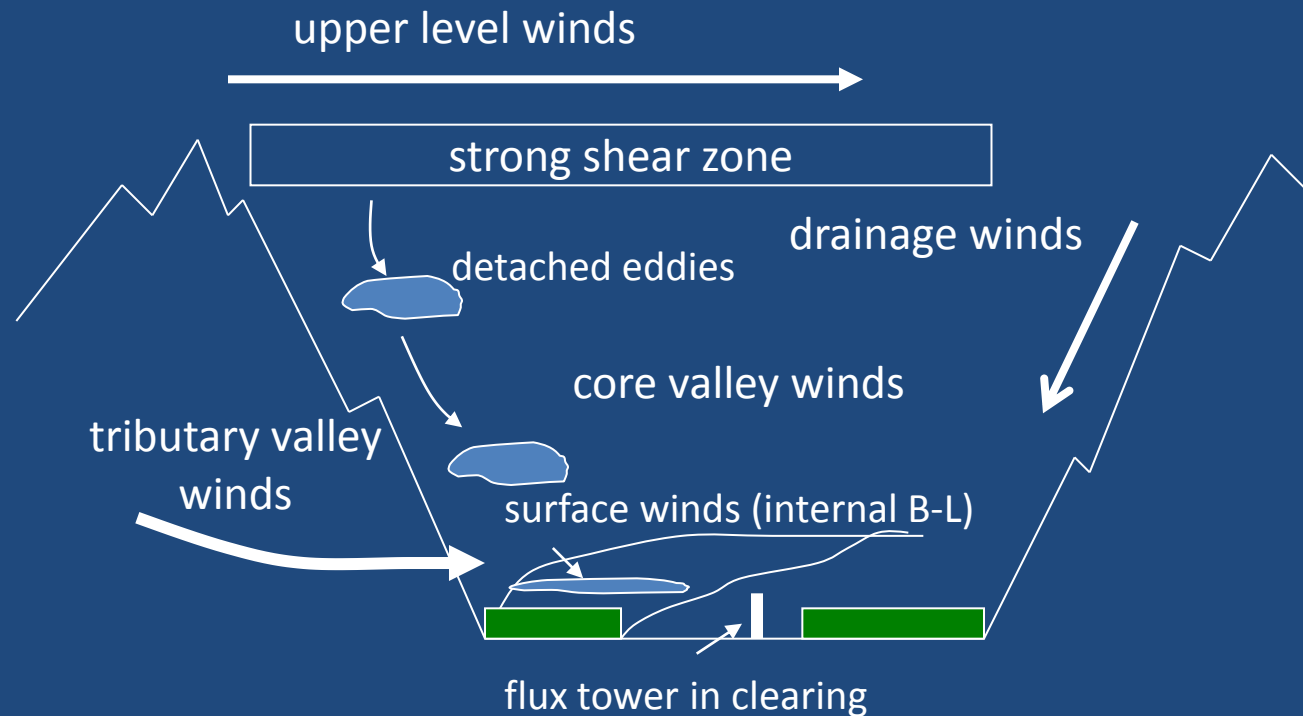 upper level winds
strong shear zone
drainage winds
detached eddies
core valley winds
tributary valley
winds
surface winds (internal B-L)
flux tower in clearing